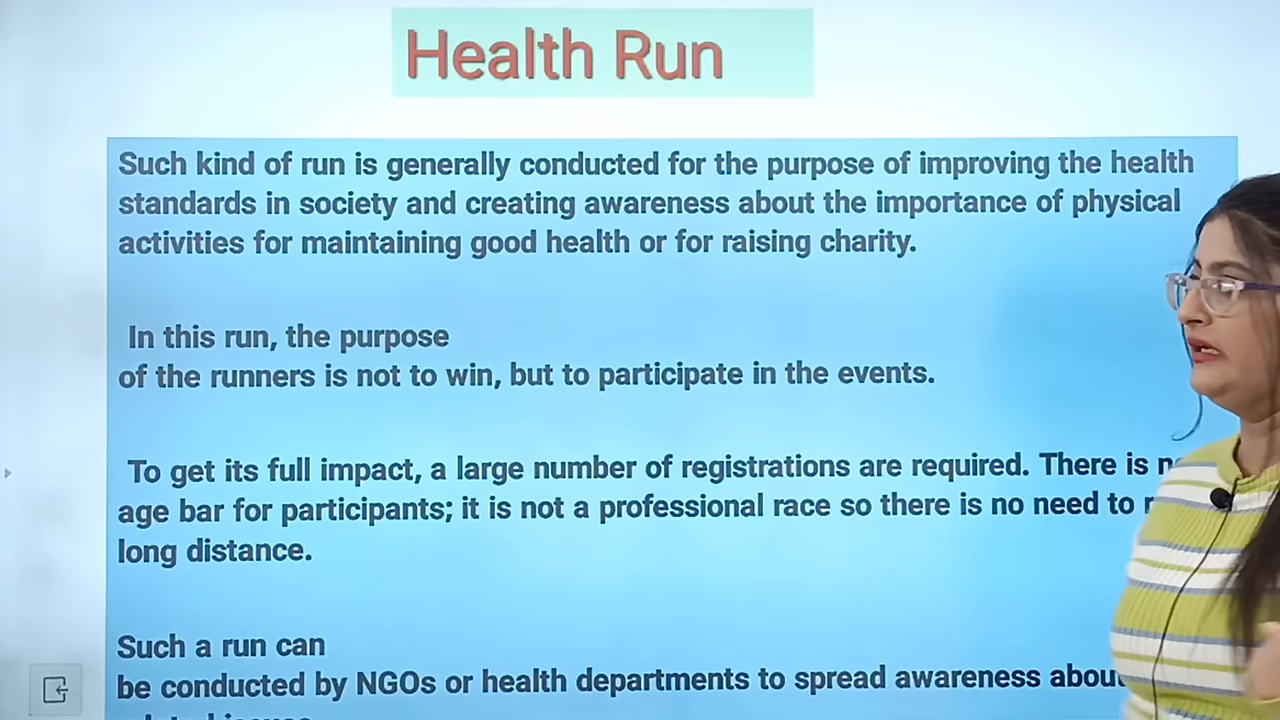 Health Run
Such kind of run is generally conducted for the purpose of improving the health
standards in society and creating awareness about the importance of physical
activities for maintaining good health or for raising charity.
In this run, the purpose
of the runners is not to win, but to participate in the events.
To get its full impact, a large number of registrations are required. There is
age bar for participants; it is not a professional race so there is no need to
long distance.
Such a run can
be conducted by NGOs or health departments to spread awareness